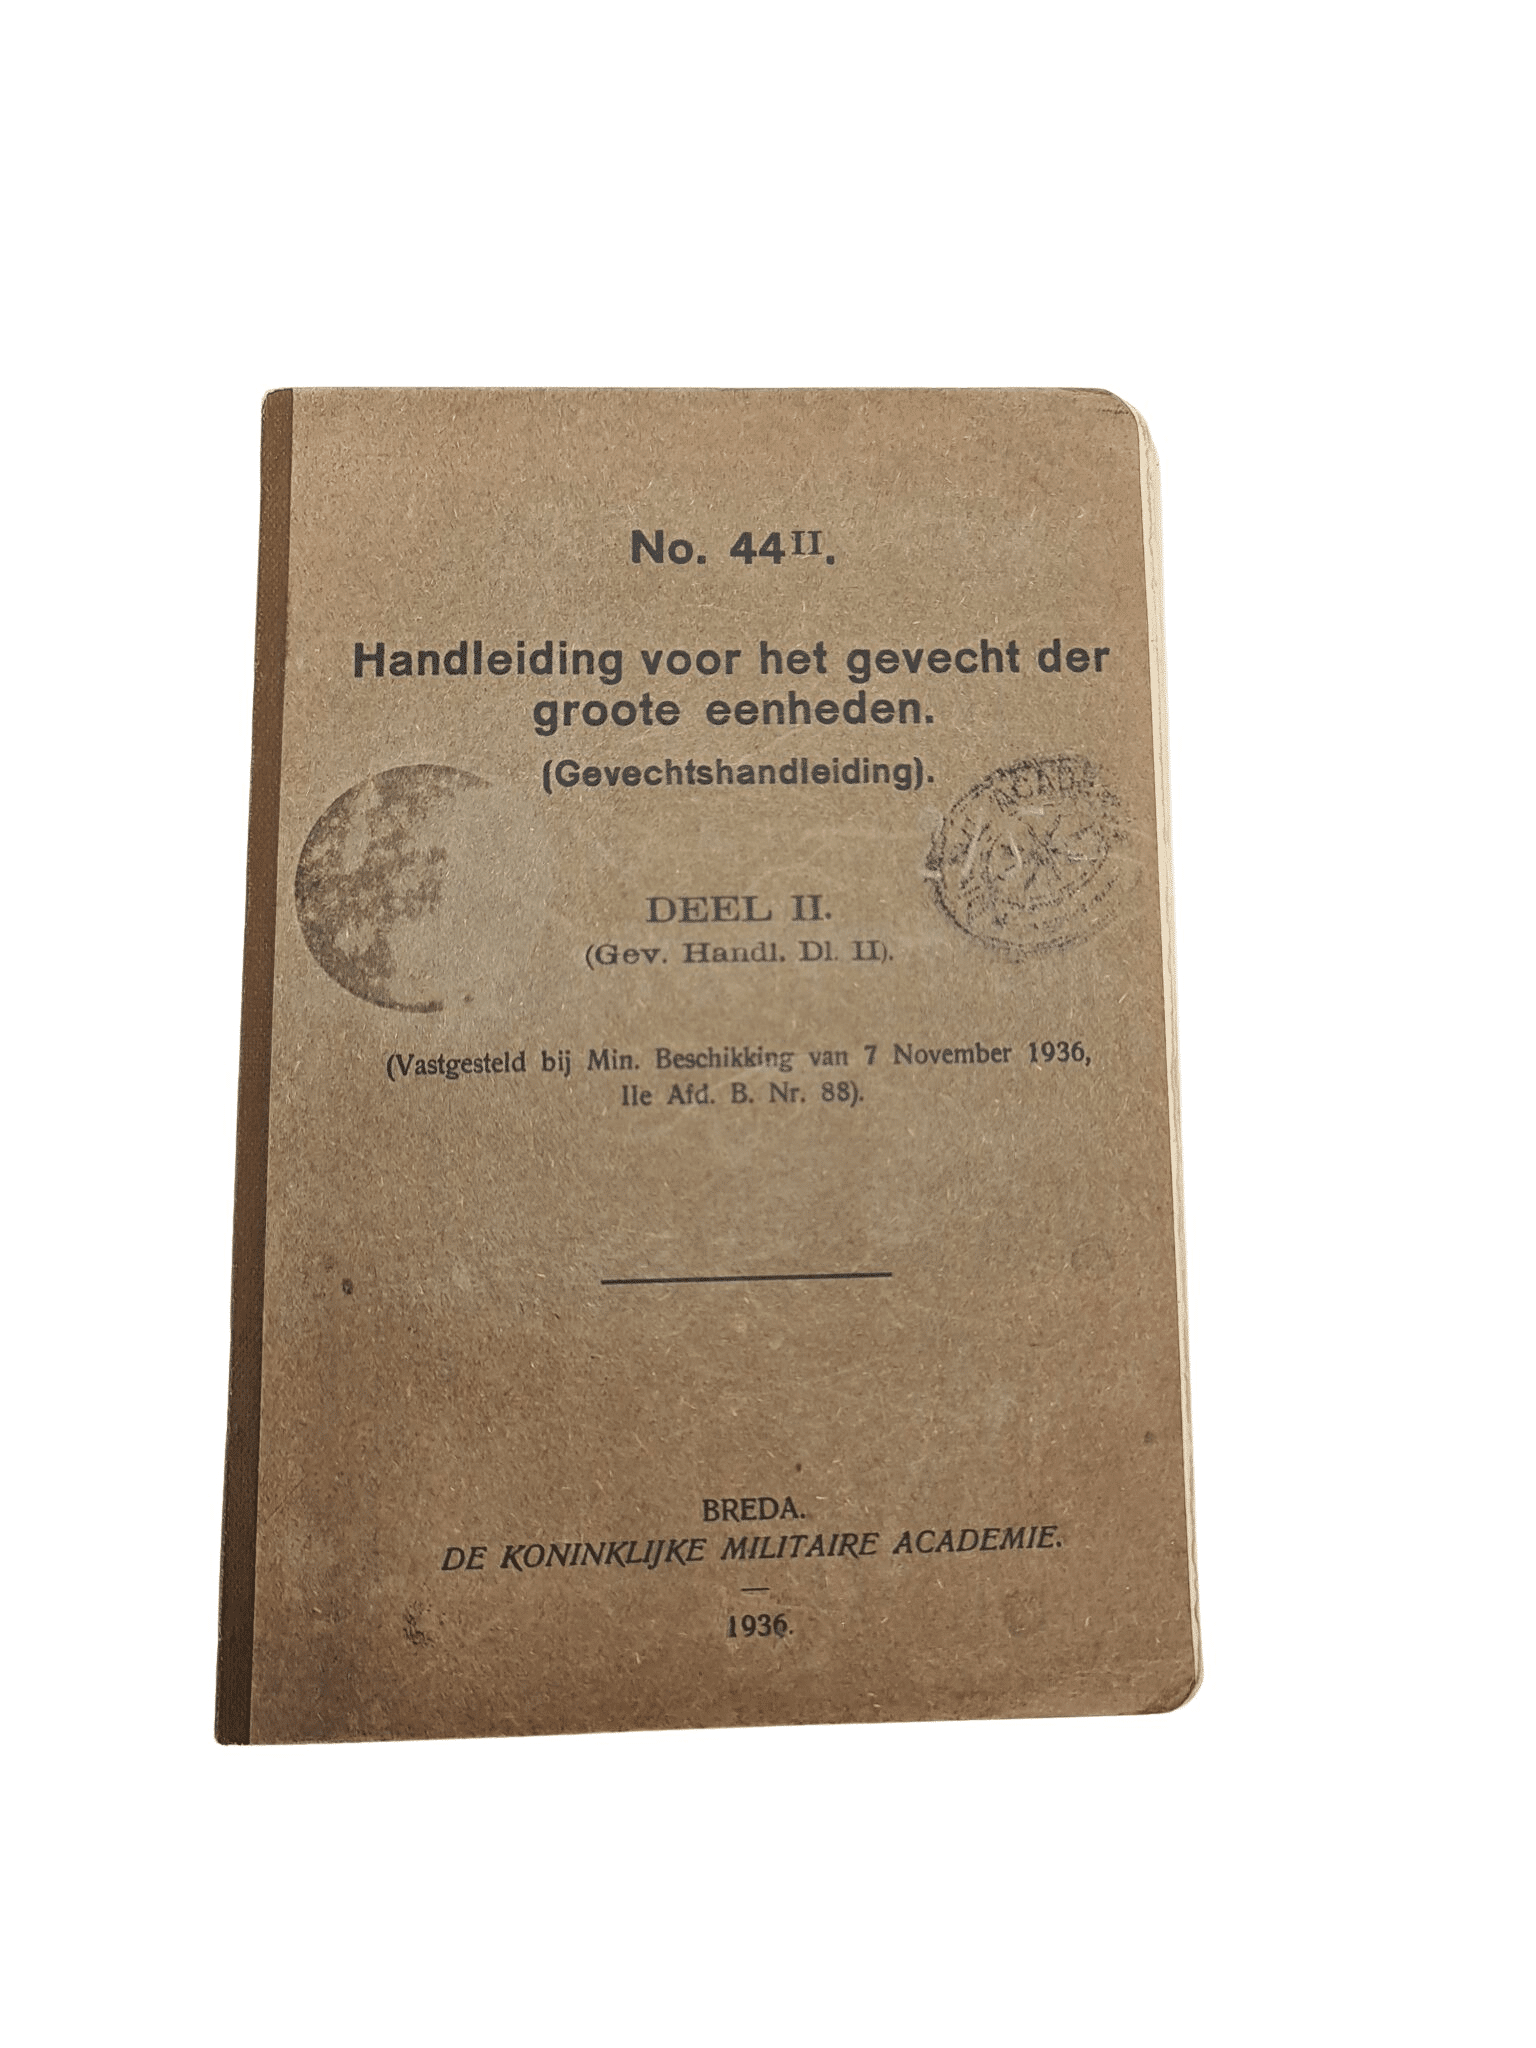 No. 44II.
Handleiding voor het gevecht der
groote eenheden.
(Gevechtshandleiding).
DEEL II.
(Gev. Handl. Dl. II).
(Vastgesteld bij Min. Beschikking van 7 November 1936,
IIe Afd. B. Nr. 88).
BREDA.
DE KONINKLIJKE MILITAIRE ACADEMIE.
1936.